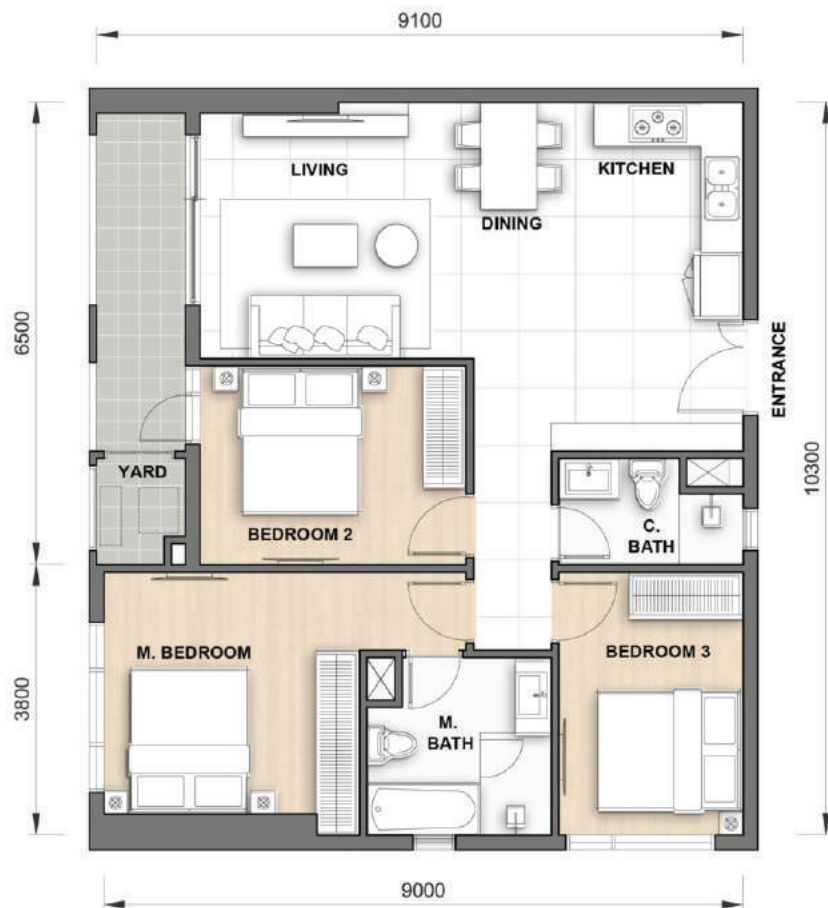 9100
LIVING
KITCHEN
DINING
6500
ENTRANCE
YARD
10300
BEDROOM 2
C.
BATH
M. BEDROOM
BEDROOM 3
3800
M.
BATH
9000